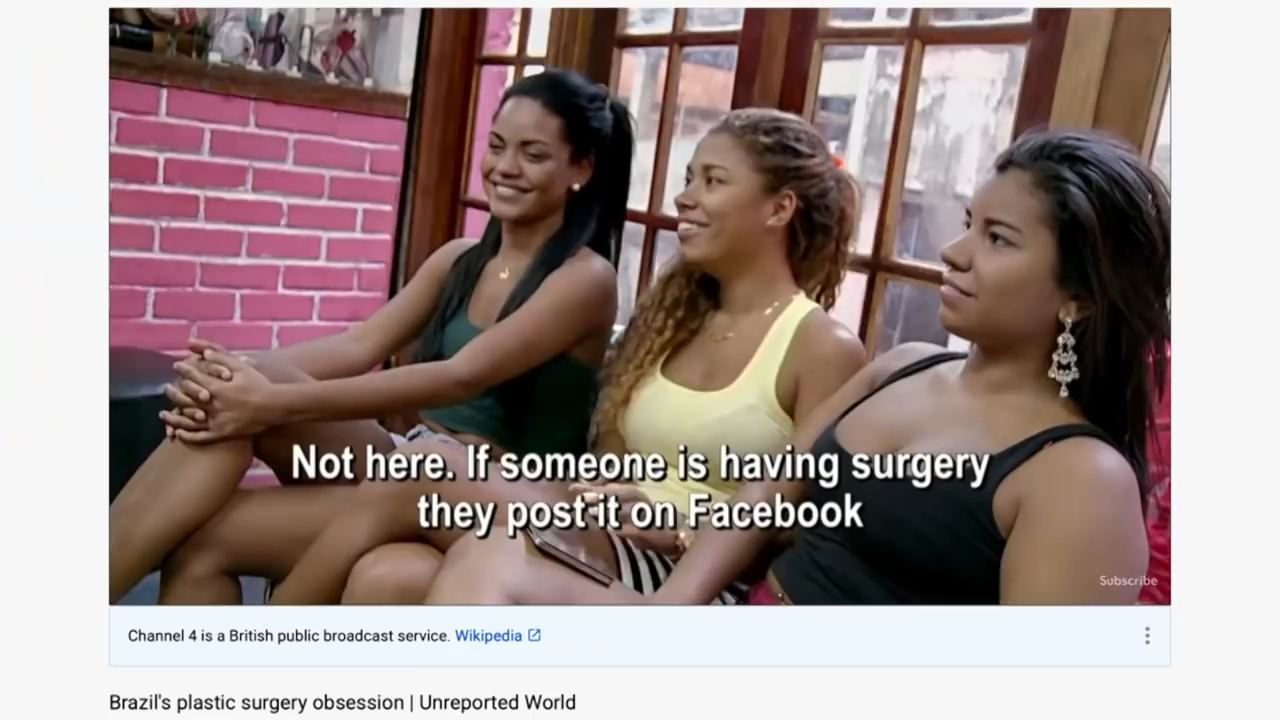 Not here. If someone is having surgery
they post it on Facebook
Subscribe
Channel 4 is a British public broadcast service. Wikipedia
Brazil's plastic surgery obsession | Unreported World